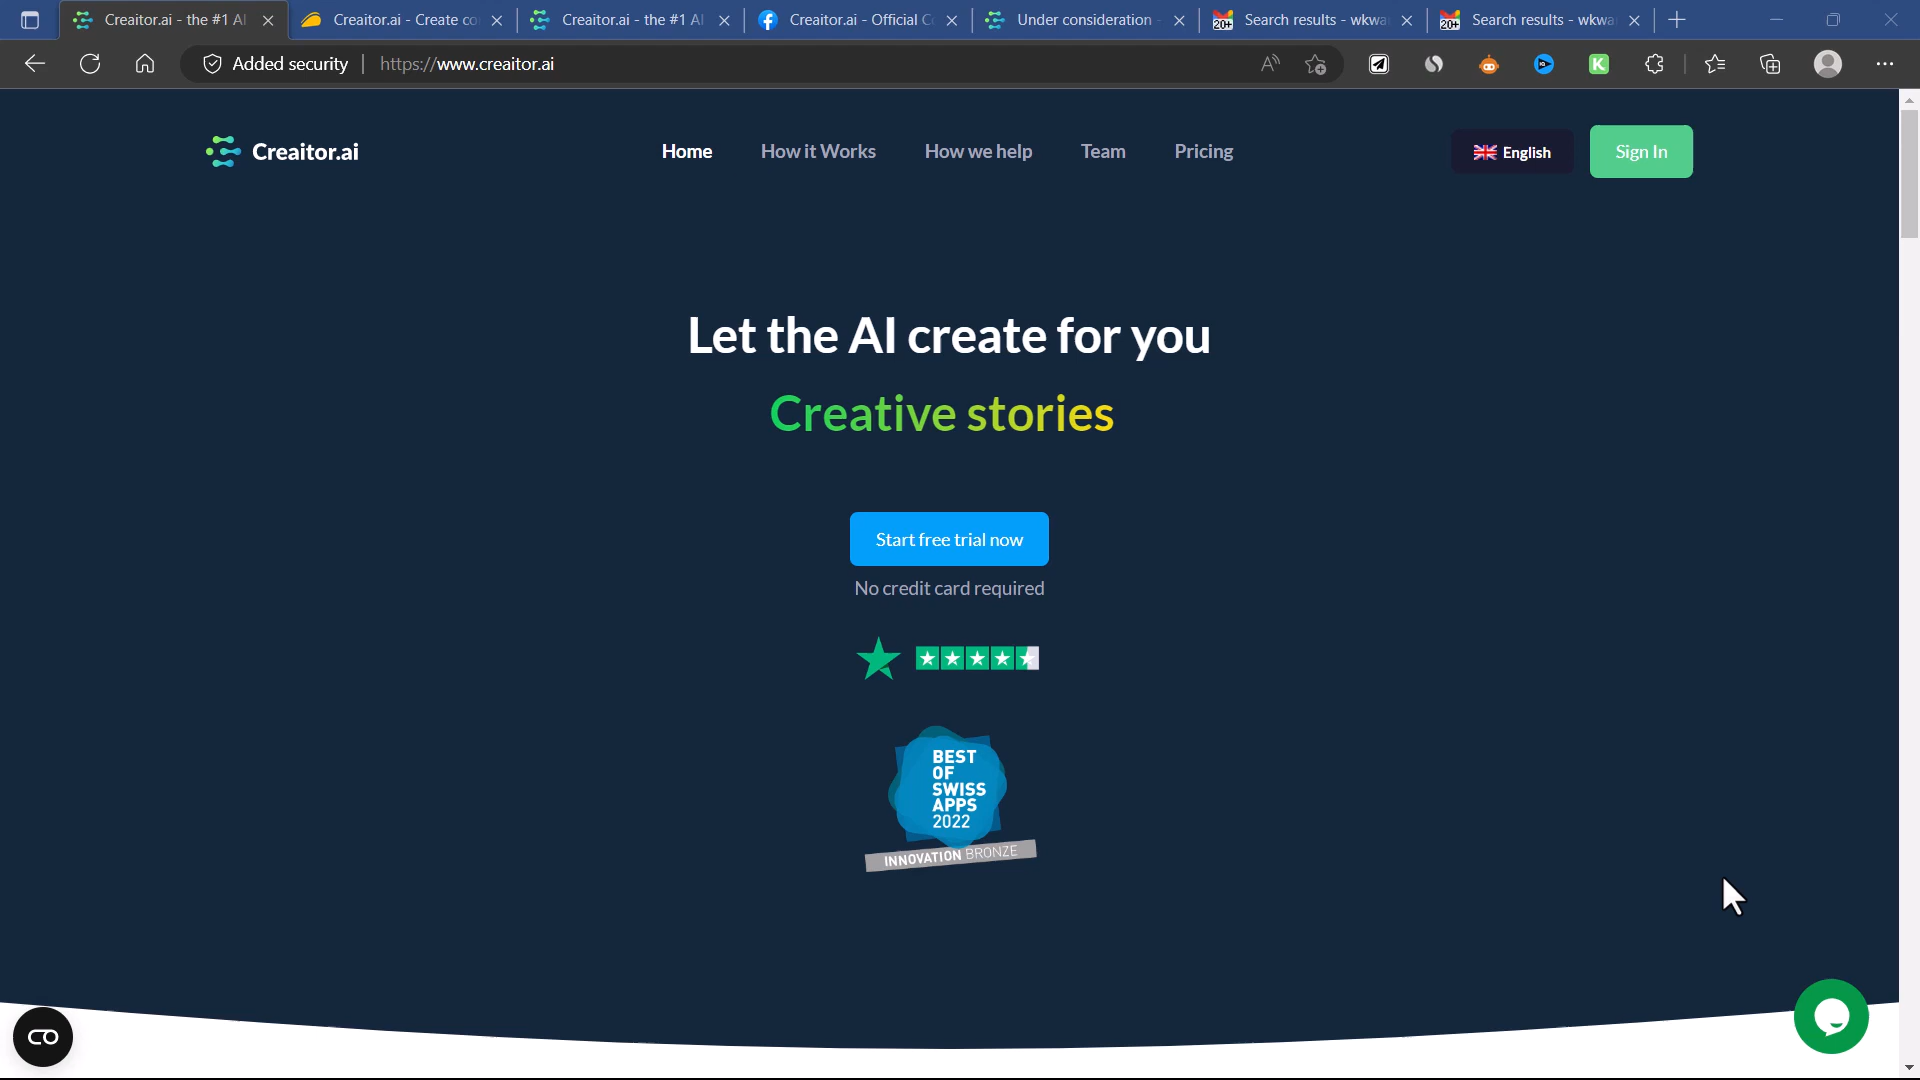 Creaitor.ai - the #1 AI
Creaitor.ai - Create co
Creaitor.ai - the #1 AI
Creaitor.ai - Official C
Under consideration -
20+
Search results - wkwa
20+
Search results - wkwa
Added security
https://www.creaitor.ai
Creaitor.ai
Home
How it Works
How we help
Team
Pricing
English
Sign In
Let the AI create for you
Creative stories
Start free trial now
No credit card required
BEST
OF
SWISS
APPS
2022
INNOVATION BRONZE